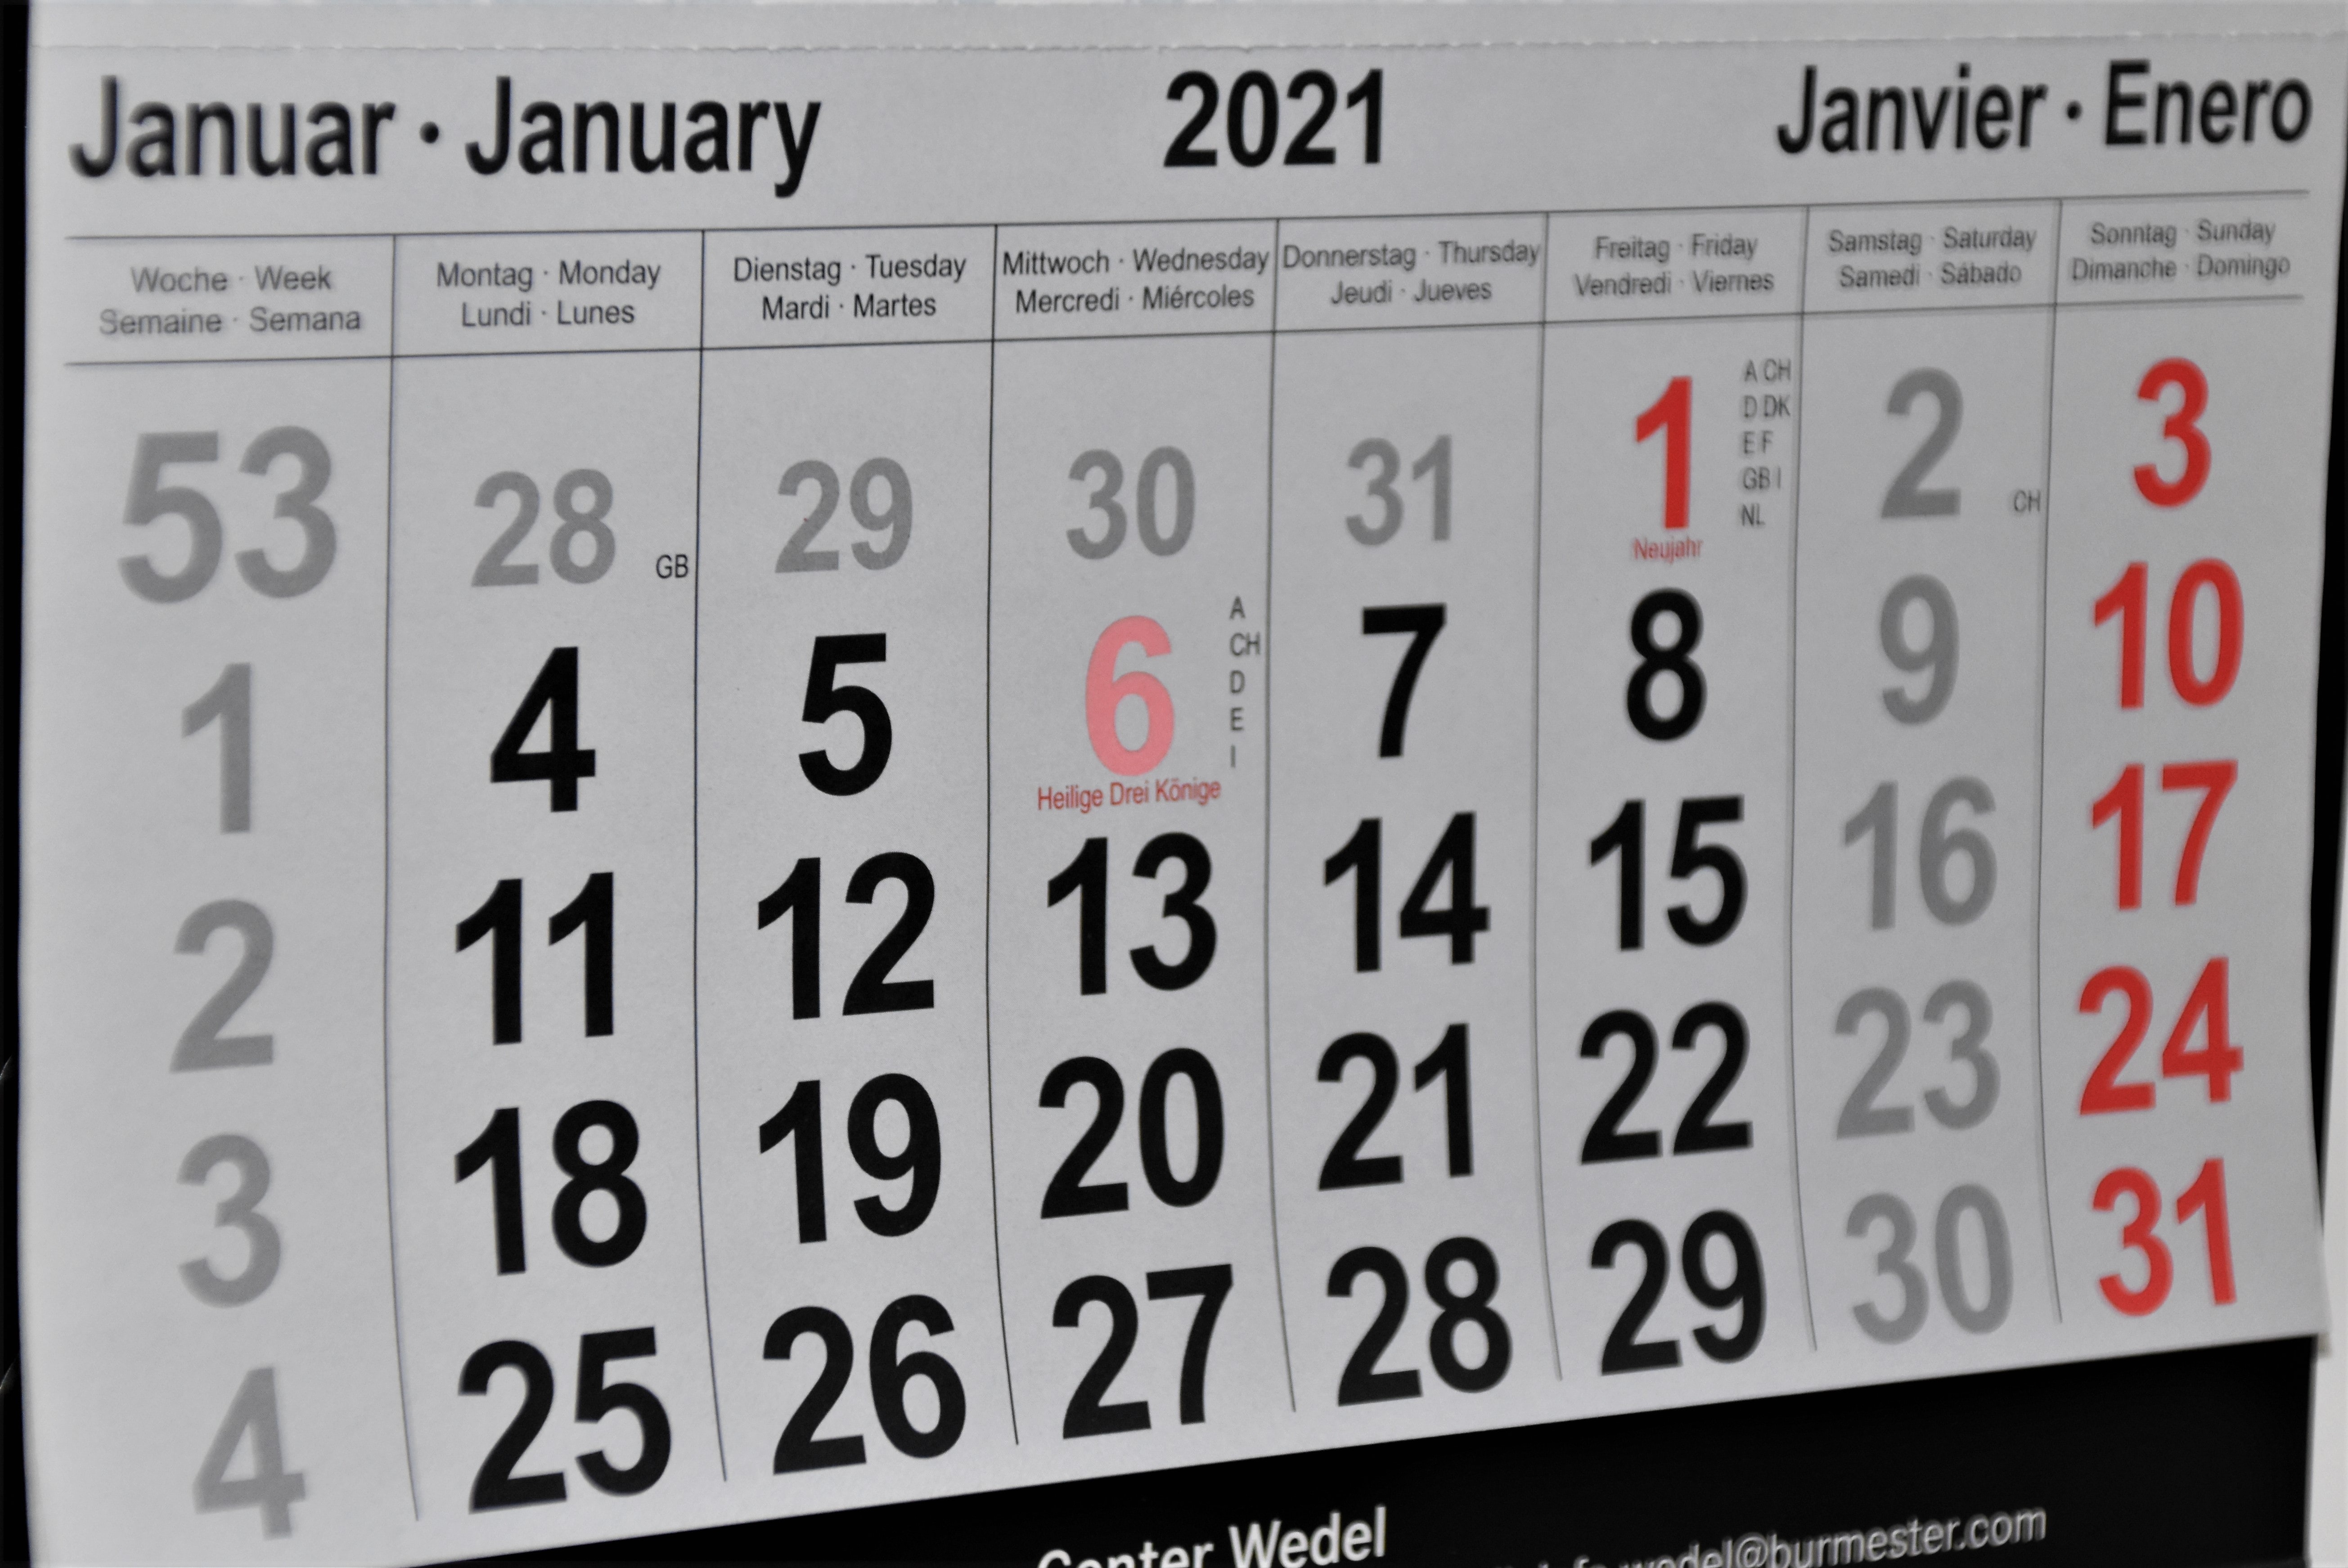 Januar · January 2021 Janvier · Enero
Woche · Week Montag · Monday Dienstag · Tuesday Mittwoch · Wednesday Donnerstag · Thursday Freitag · Friday Samstag · Saturday Sonntag · Sunday
Semaine · Semana Lundi · Lunes Mardi · Martes Mercredi · Miércoles Jeudi · Jueves Vendredi · Viernes Samedi · Sábado Dimanche · Domingo
53 28 GB 29 30 31 1 2 CH 3
A CH
D DK
E F
GB I
NL
Neujahr
1 4 5 6 7 8 9 10
A
CH
D
E
I
Heilige Drei Könige
2 11 12 13 14 15 16 17
3 18 19 20 21 22 23 24
4 25 26 27 28 29 30 31
Center Wedel
wedel@burmester.com